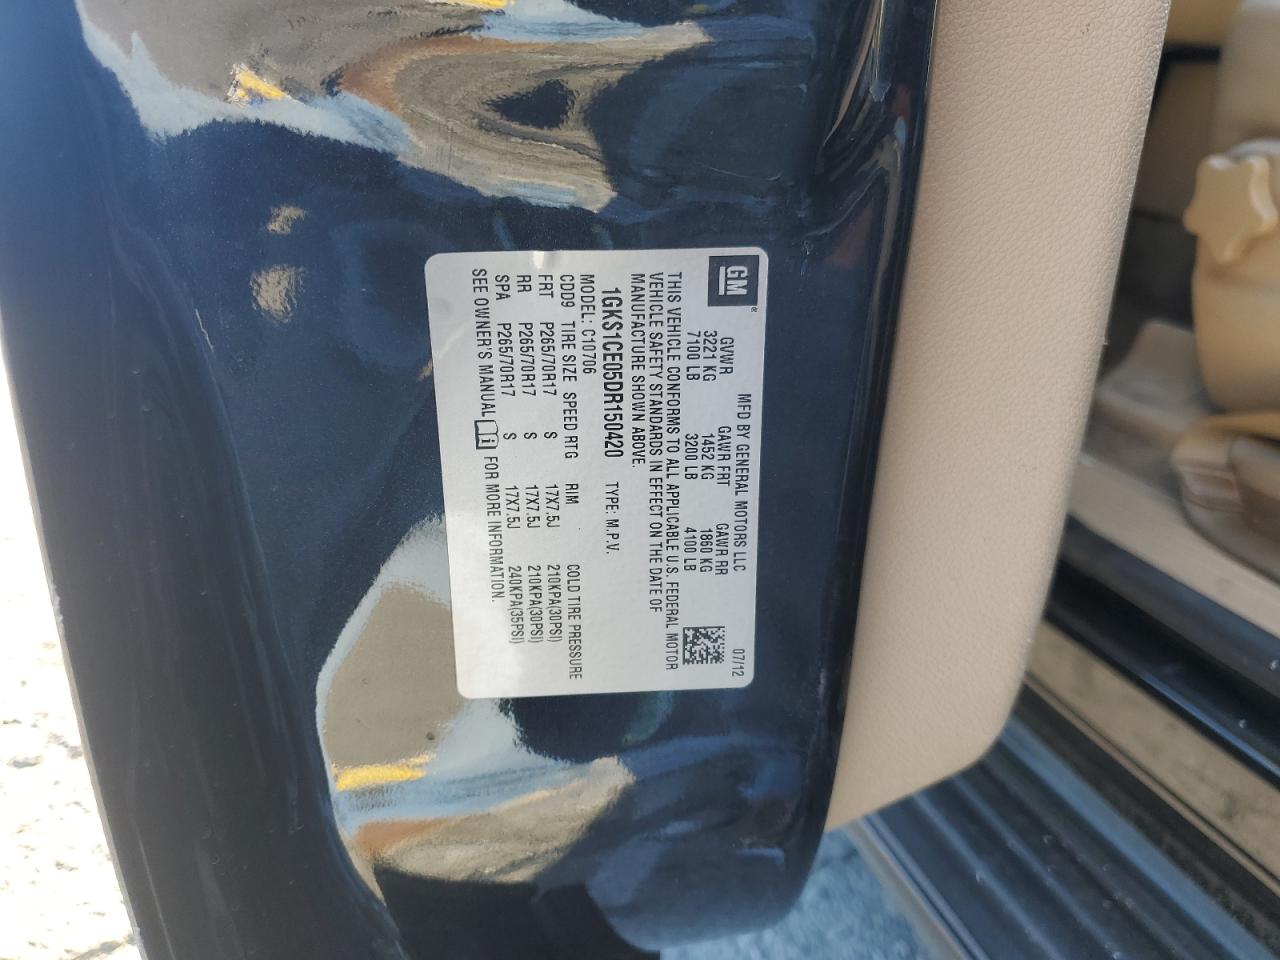 GM ®
MFD BY GENERAL MOTORS LLC 07/12
GVWR GAWR FRT GAWR RR
3221 KG 1452 KG 1860 KG
7100 LB 3200 LB 4100 LB
THIS VEHICLE CONFORMS TO ALL APPLICABLE U.S. FEDERAL MOTOR
VEHICLE SAFETY STANDARDS IN EFFECT ON THE DATE OF
MANUFACTURE SHOWN ABOVE.
1GKS1CE05DR150420 TYPE: M.P.V.
MODEL: C10706
CDD9 TIRE SIZE SPEED RTG RIM COLD TIRE PRESSURE
FRT P265/70R17 S 17X7.5J 210KPA(30PSI)
RR P265/70R17 S 17X7.5J 210KPA(30PSI)
SPA P265/70R17 S 17X7.5J 240KPA(35PSI)
SEE OWNER'S MANUAL i FOR MORE INFORMATION.